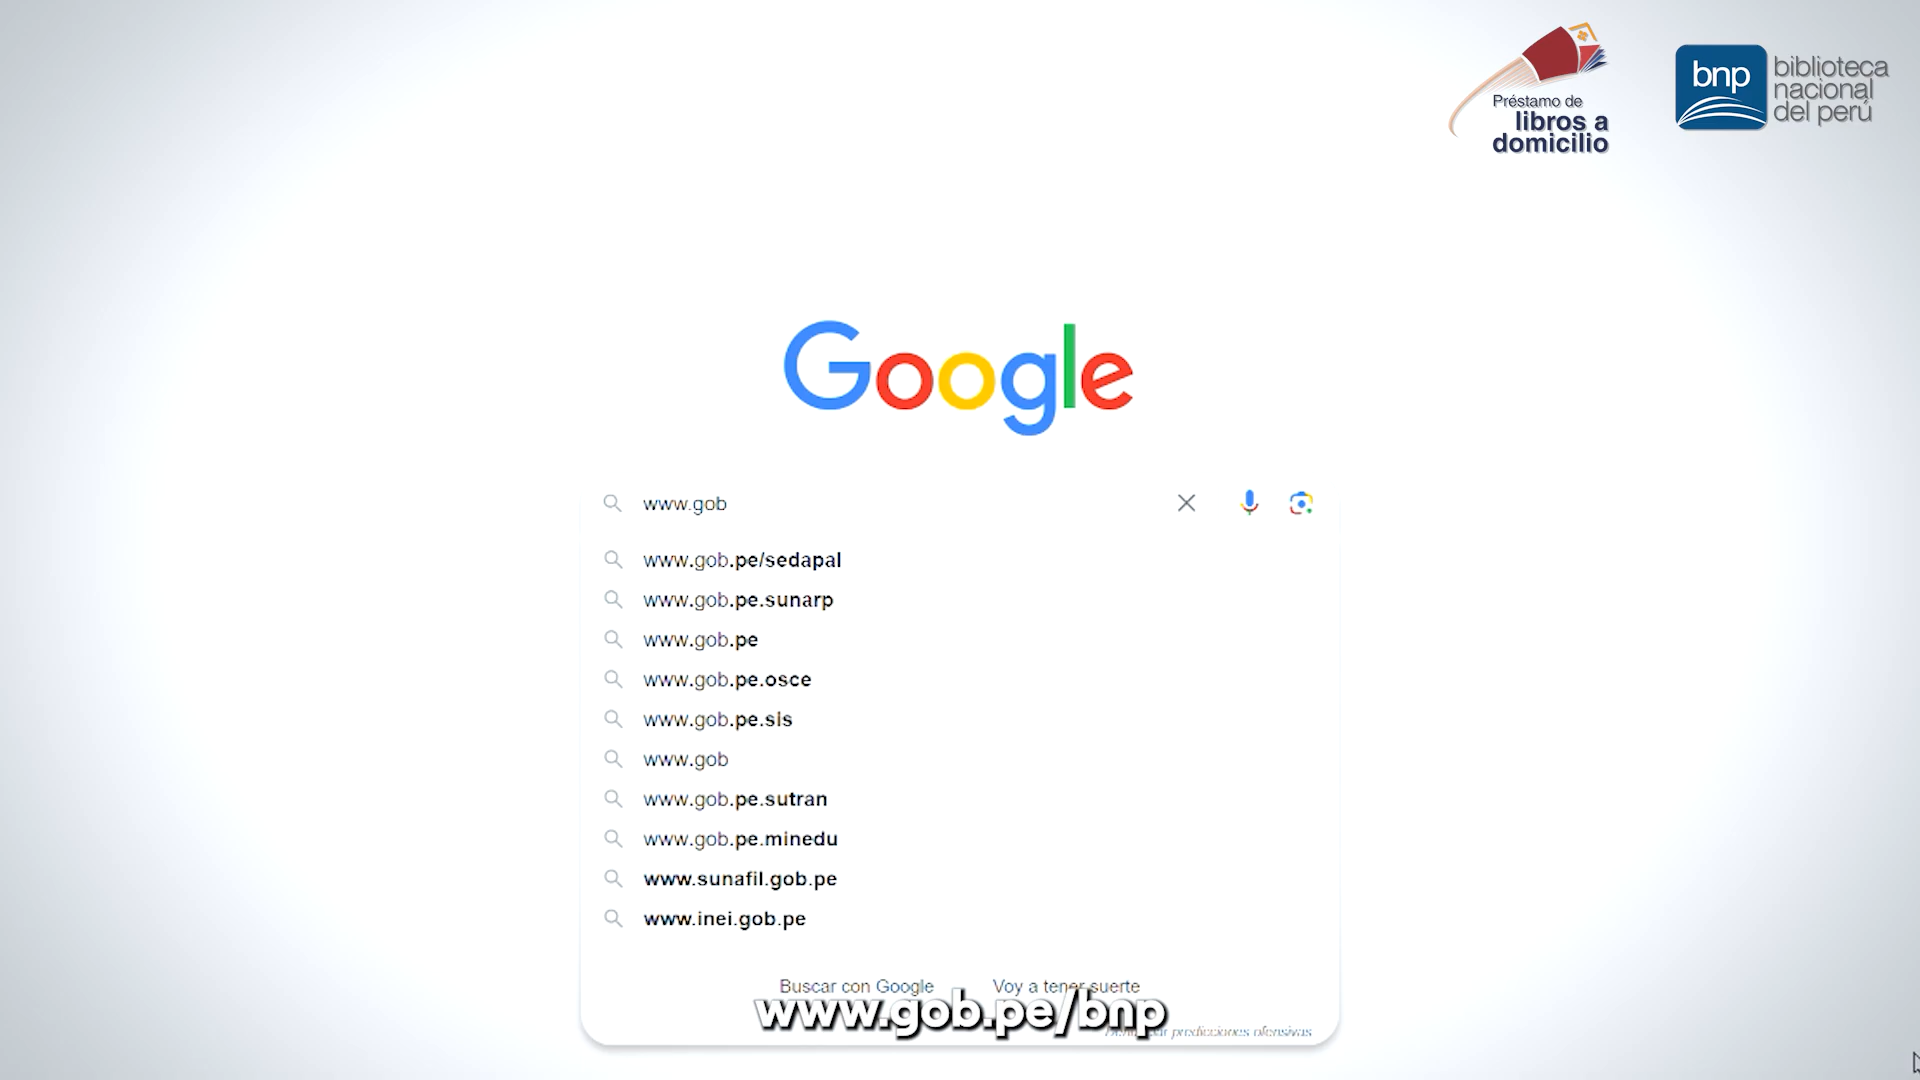 Préstamo de
libros a
domicilio
bnp
biblioteca
nacional
del perú
Google
www.gob
www.gob.pe/sedapal
www.gob.pe.sunarp
www.gob.pe
www.gob.pe.osce
www.gob.pe.sis
www.gob
www.gob.pe.sutran
www.gob.pe.minedu
www.sunafil.gob.pe
www.inei.gob.pe
Buscar con Google
Voy a tener suerte
www.gob.pe/bnp
predicciones ofensivas